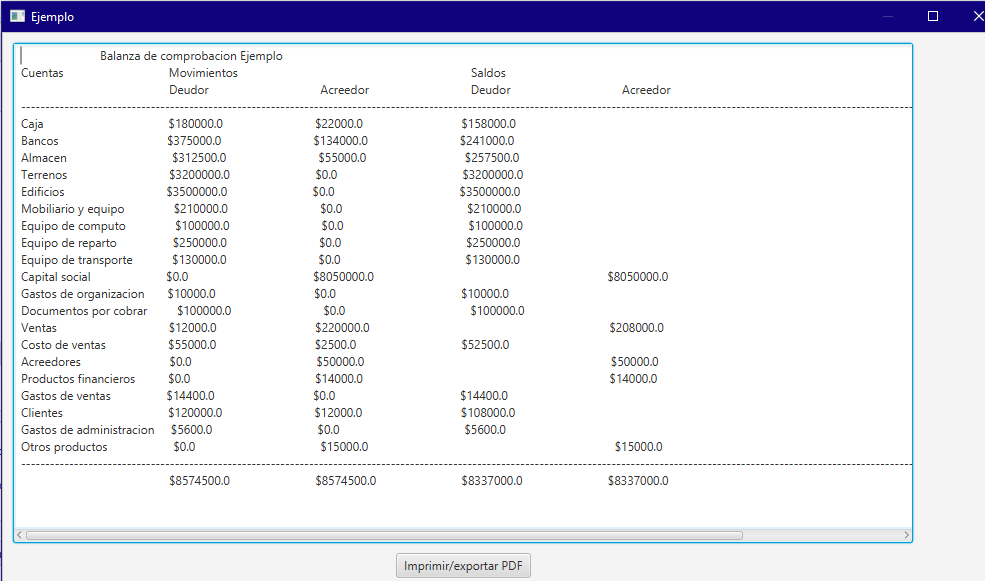 Ejemplo
Balanza de comprobacion Ejemplo
Cuentas Movimientos Saldos
Deudor Acreedor Deudor Acreedor
Caja $180000.0 $22000.0 $158000.0
Bancos $375000.0 $134000.0 $241000.0
Almacen $312500.0 $55000.0 $257500.0
Terrenos $3200000.0 $0.0 $3200000.0
Edificios $3500000.0 $0.0 $3500000.0
Mobiliario y equipo $210000.0 $0.0 $210000.0
Equipo de computo $100000.0 $0.0 $100000.0
Equipo de reparto $250000.0 $0.0 $250000.0
Equipo de transporte $130000.0 $0.0 $130000.0
Capital social $0.0 $8050000.0 $8050000.0
Gastos de organizacion $10000.0 $0.0 $10000.0
Documentos por cobrar $100000.0 $0.0 $100000.0
Ventas $12000.0 $220000.0 $208000.0
Costo de ventas $55000.0 $2500.0 $52500.0
Acreedores $0.0 $50000.0 $50000.0
Productos financieros $0.0 $14000.0 $14000.0
Gastos de ventas $14400.0 $0.0 $14400.0
Clientes $120000.0 $12000.0 $108000.0
Gastos de administracion $5600.0 $0.0 $5600.0
Otros productos $0.0 $15000.0 $15000.0
$8574500.0 $8574500.0 $8337000.0 $8337000.0
Imprimir/exportar PDF